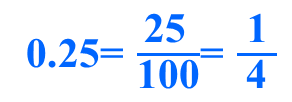 0.25 = 25/100 = 1/4